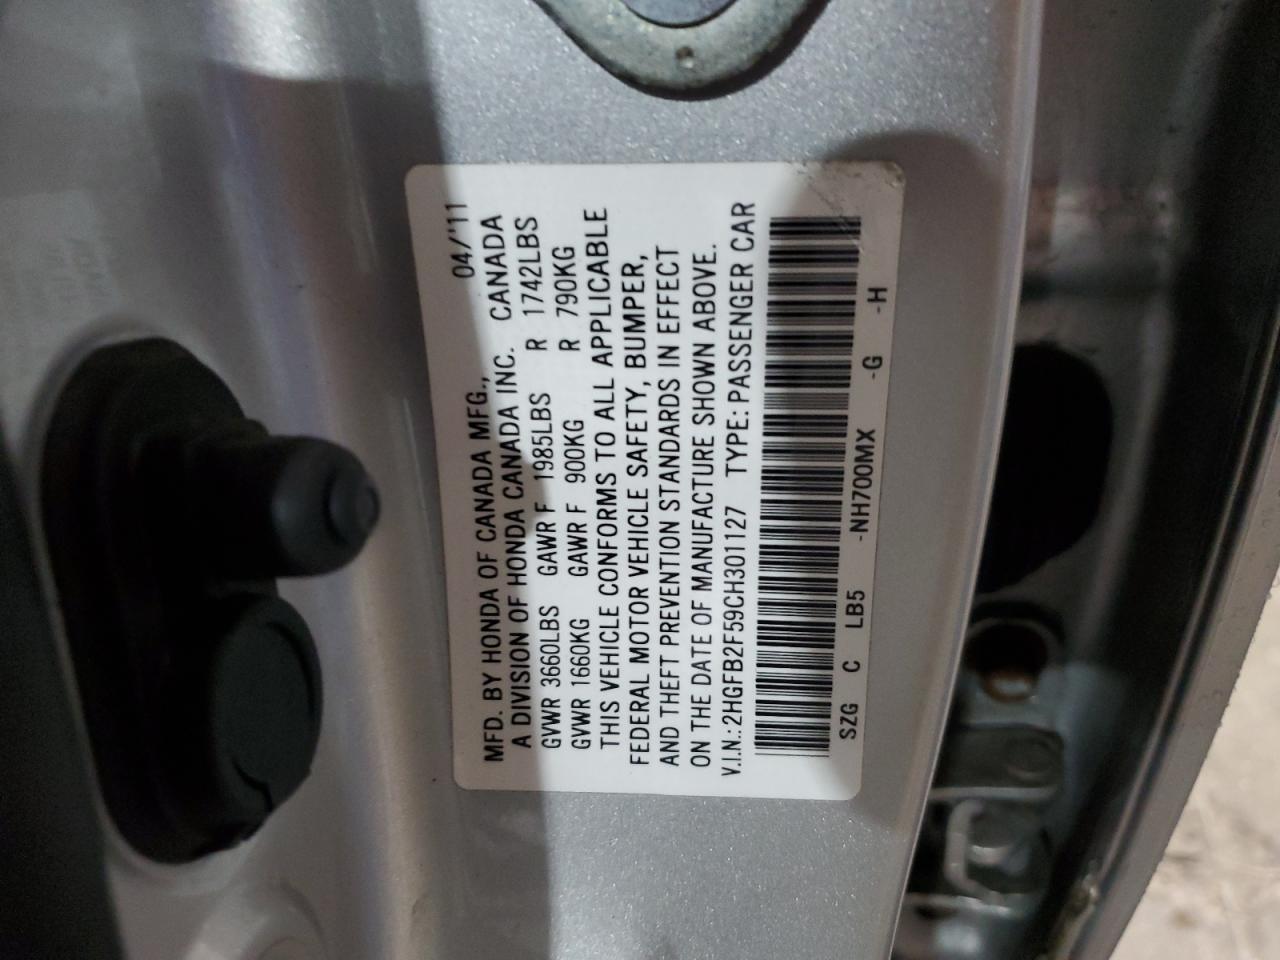 04/'11
MFD. BY HONDA OF CANADA MFG.,
A DIVISION OF HONDA CANADA INC. CANADA
GVWR 3660LBS GAWR F 1985LBS R 1742LBS
GVWR 1660KG GAWR F 900KG R 790KG
THIS VEHICLE CONFORMS TO ALL APPLICABLE
FEDERAL MOTOR VEHICLE SAFETY, BUMPER,
AND THEFT PREVENTION STANDARDS IN EFFECT
ON THE DATE OF MANUFACTURE SHOWN ABOVE.
V.I.N.: 2HGFB2F59CH301127 TYPE: PASSENGER CAR
SZG C LB5 -NH700MX -G -H